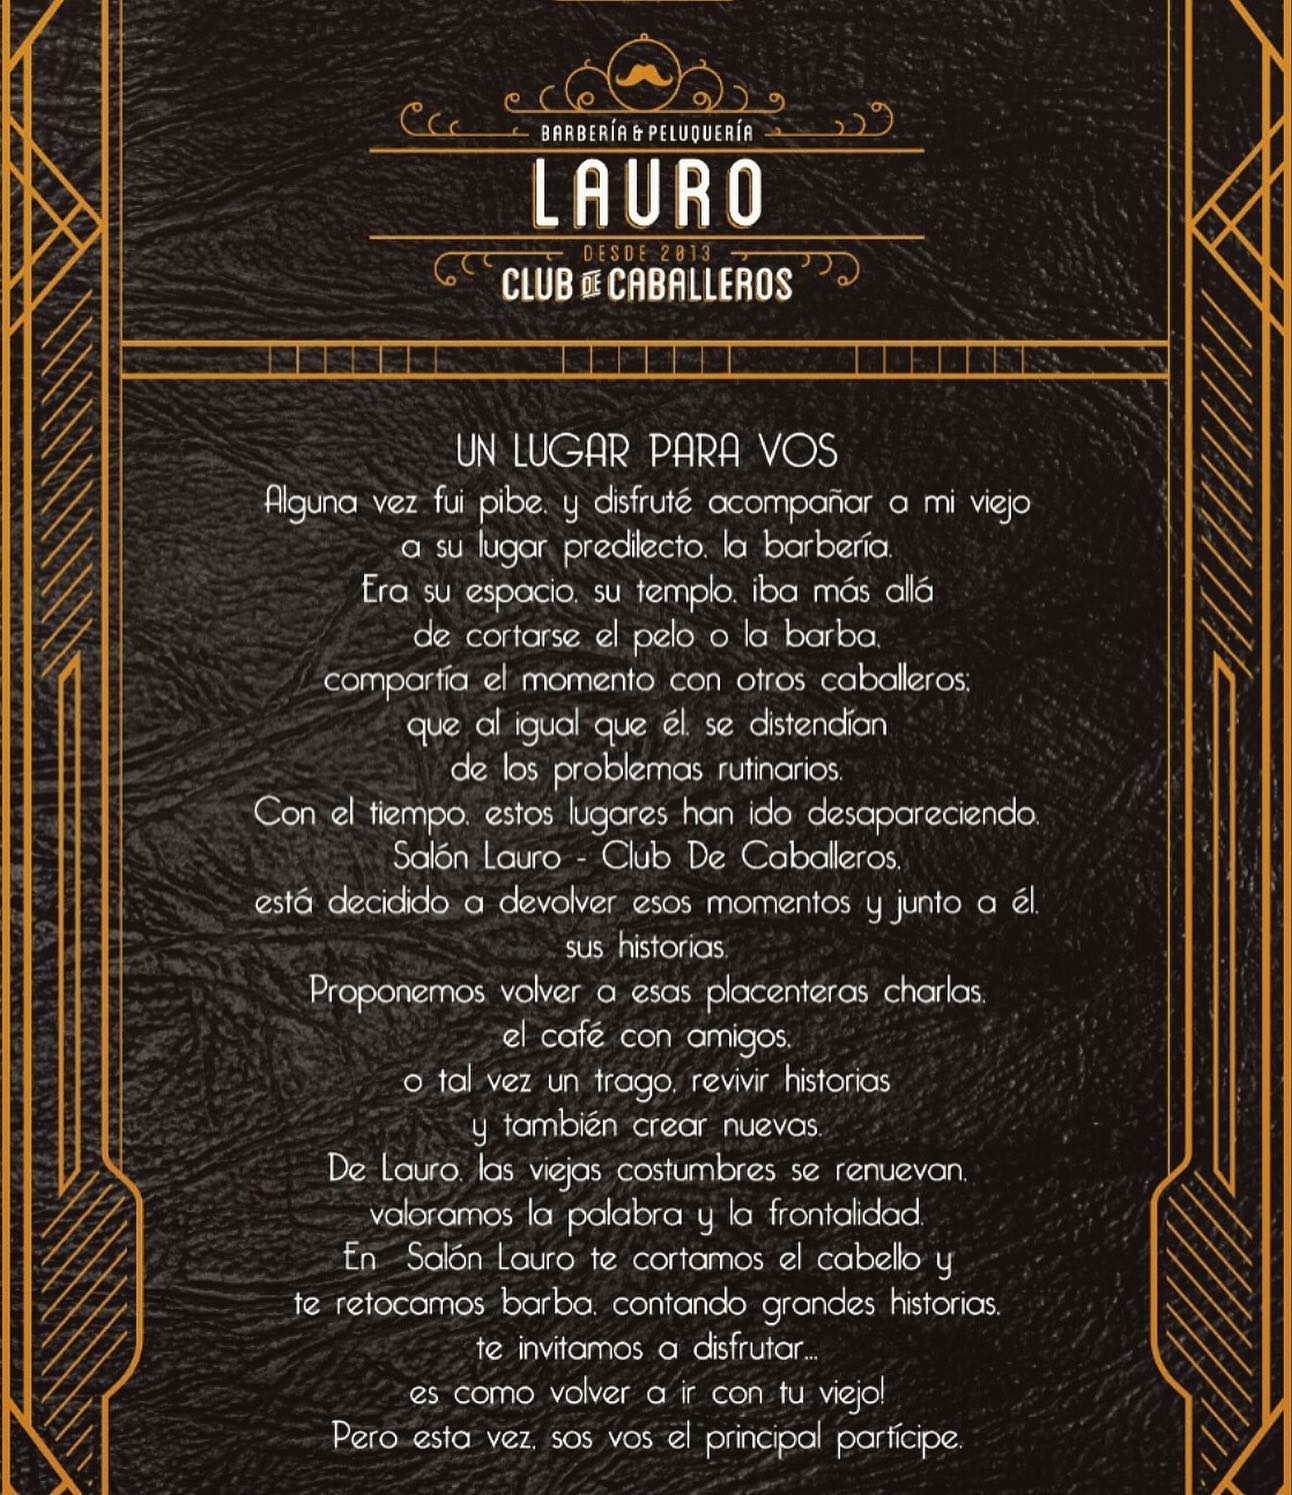 BARBERÍA & PELUQUERÍA
LAURO
DESDE 2013
CLUB DE CABALLEROS
UN LUGAR PARA VOS
Alguna vez fui pibe, y disfruté acompañar a mi viejo
a su lugar predilecto, la barbería.
Era su espacio, su templo, iba más allá
de cortarse el pelo o la barba,
compartía el momento con otros caballeros;
que al igual que él, se distendían
de los problemas rutinarios.
Con el tiempo, estos lugares han ido desapareciendo.
Salón Lauro - Club De Caballeros,
está decidido a devolver esos momentos y junto a él,
sus historias.
Proponemos volver a esas placenteras charlas,
el café con amigos,
o tal vez un trago, revivir historias
y también crear nuevas.
De Lauro, las viejas costumbres se renuevan,
valoramos la palabra y la frontalidad.
En Salón Lauro te cortamos el cabello y
te retocamos barba, contando grandes historias,
te invitamos a disfrutar...
es como volver a ir con tu viejo!
Pero esta vez, sos vos el principal partícipe.